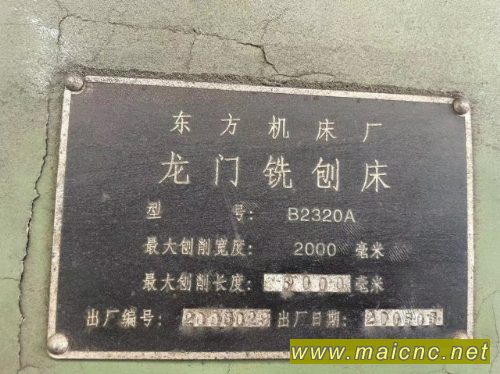 东方机床厂
龙门铣刨床
型 号: B2320A
最大刨削宽度: 2000 毫米
最大刨削长度: 毫米
出厂编号: 出厂日期:
www.maicnc.net